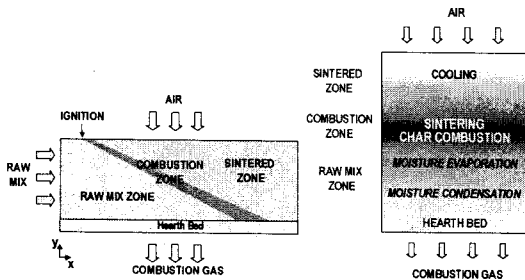 AIR
IGNITION
RAW
MIX
COMBUSTION
ZONE
SINTERED
ZONE
RAW MIX ZONE
Hearth Bed
y
x
COMBUSTION GAS
AIR
SINTERED
ZONE
COOLING
COMBUSTION
ZONE
SINTERING
CHAR COMBUSTION
RAW MIX
ZONE
MOISTURE EVAPORATION
MOISTURE CONDENSATION
HEARTH BED
COMBUSTION GAS